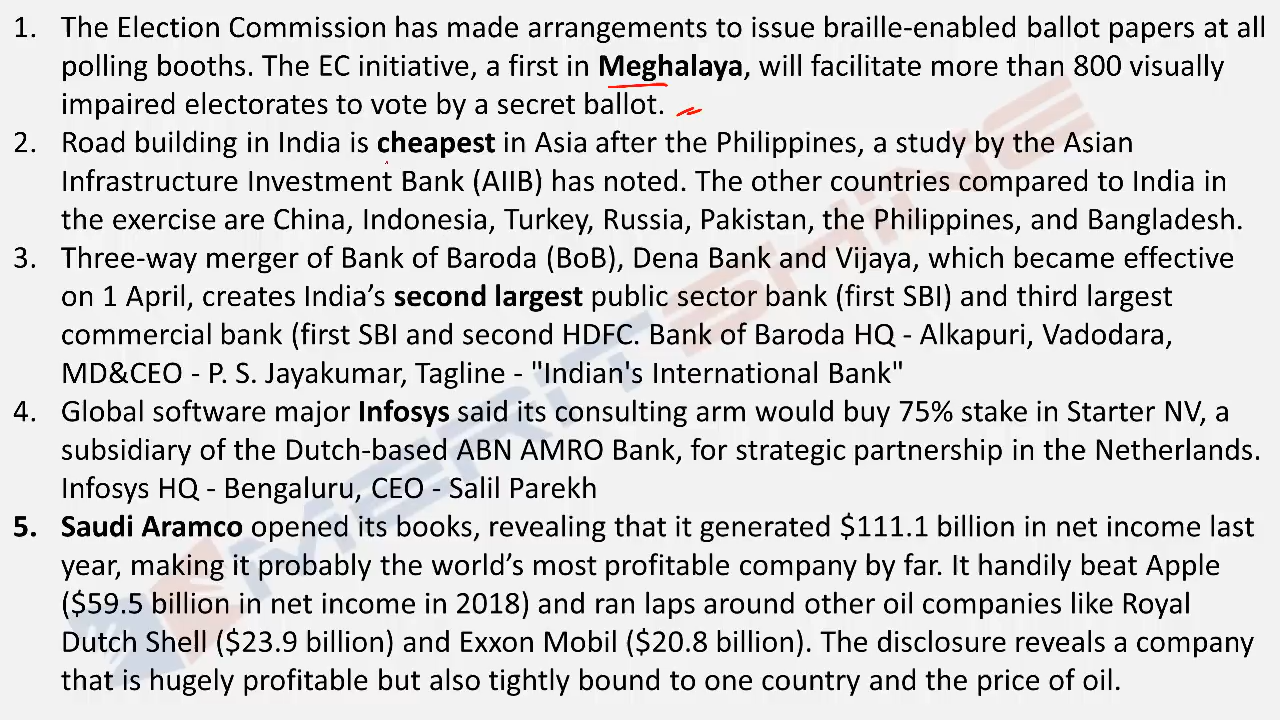 1. The Election Commission has made arrangements to issue braille-enabled ballot papers at all
polling booths. The EC initiative, a first in Meghalaya, will facilitate more than 800 visually
impaired electorates to vote by a secret ballot.
2. Road building in India is cheapest in Asia after the Philippines, a study by the Asian
Infrastructure Investment Bank (AIIB) has noted. The other countries compared to India in
the exercise are China, Indonesia, Turkey, Russia, Pakistan, the Philippines, and Bangladesh.
3. Three-way merger of Bank of Baroda (BoB), Dena Bank and Vijaya, which became effective
on 1 April, creates India’s second largest public sector bank (first SBI) and third largest
commercial bank (first SBI and second HDFC. Bank of Baroda HQ - Alkapuri, Vadodara,
MD&CEO - P. S. Jayakumar, Tagline - "Indian's International Bank"
4. Global software major Infosys said its consulting arm would buy 75% stake in Starter NV, a
subsidiary of the Dutch-based ABN AMRO Bank, for strategic partnership in the Netherlands.
Infosys HQ - Bengaluru, CEO - Salil Parekh
5. Saudi Aramco opened its books, revealing that it generated $111.1 billion in net income last
year, making it probably the world’s most profitable company by far. It handily beat Apple
($59.5 billion in net income in 2018) and ran laps around other oil companies like Royal
Dutch Shell ($23.9 billion) and Exxon Mobil ($20.8 billion). The disclosure reveals a company
that is hugely profitable but also tightly bound to one country and the price of oil.
MERITSHINE